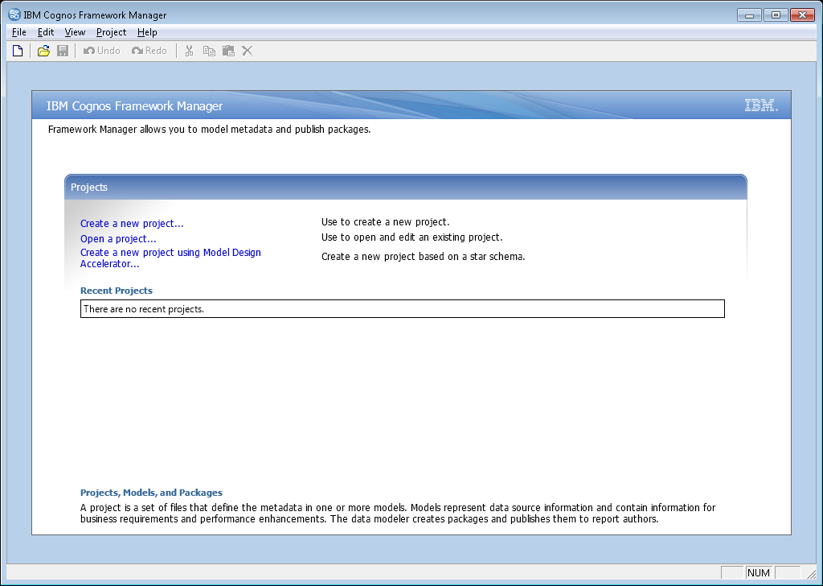 IBM Cognos Framework Manager
File Edit View Project Help
Undo Redo
IBM Cognos Framework Manager IBM.
Framework Manager allows you to model metadata and publish packages.
Projects
Create a new project... Use to create a new project.
Open a project... Use to open and edit an existing project.
Create a new project using Model Design
Accelerator... Create a new project based on a star schema.
Recent Projects
There are no recent projects.
Projects, Models, and Packages
A project is a set of files that define the metadata in one or more models. Models represent data source information and contain information for
business requirements and performance enhancements. The data modeler creates packages and publishes them to report authors.
NUM